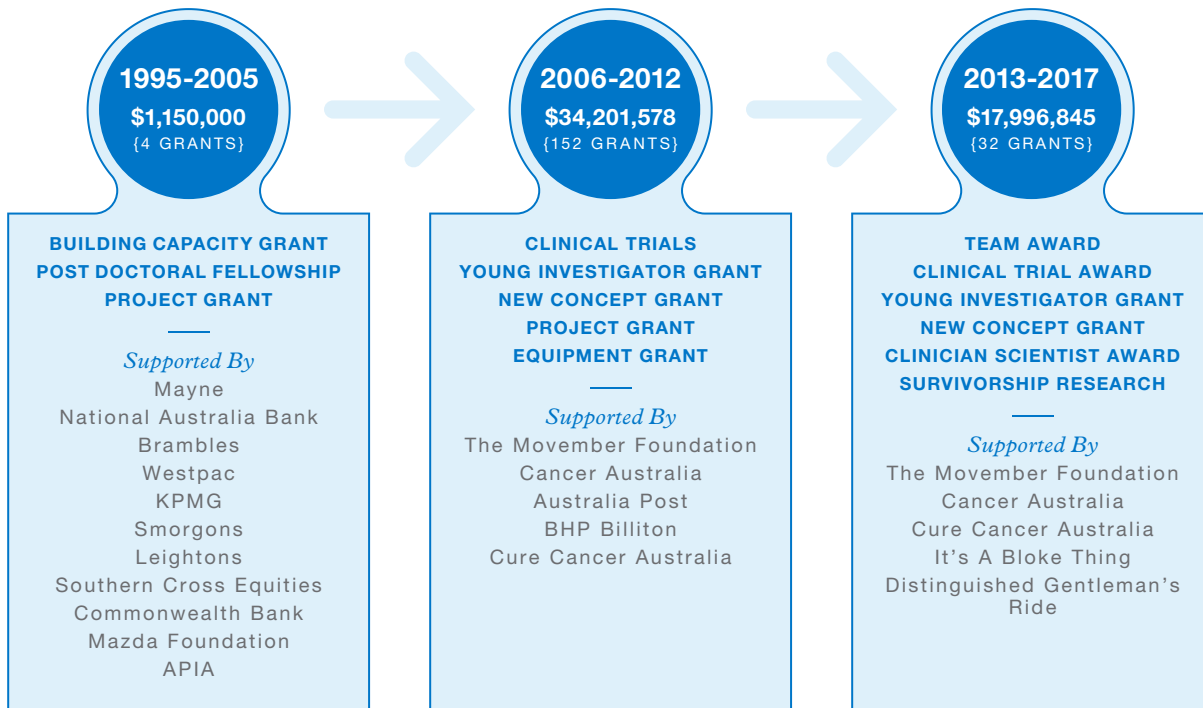 1995-2005
$1,150,000
{4 GRANTS}
BUILDING CAPACITY GRANT
POST DOCTORAL FELLOWSHIP
PROJECT GRANT
Supported By
Mayne
National Australia Bank
Brambles
Westpac
KPMG
Smorgons
Leightons
Southern Cross Equities
Commonwealth Bank
Mazda Foundation
APIA
2006-2012
$34,201,578
{152 GRANTS}
CLINICAL TRIALS
YOUNG INVESTIGATOR GRANT
NEW CONCEPT GRANT
PROJECT GRANT
EQUIPMENT GRANT
Supported By
The Movember Foundation
Cancer Australia
Australia Post
BHP Billiton
Cure Cancer Australia
2013-2017
$17,996,845
{32 GRANTS}
TEAM AWARD
CLINICAL TRIAL AWARD
YOUNG INVESTIGATOR GRANT
NEW CONCEPT GRANT
CLINICIAN SCIENTIST AWARD
SURVIVORSHIP RESEARCH
Supported By
The Movember Foundation
Cancer Australia
Cure Cancer Australia
It's A Bloke Thing
Distinguished Gentleman's
Ride